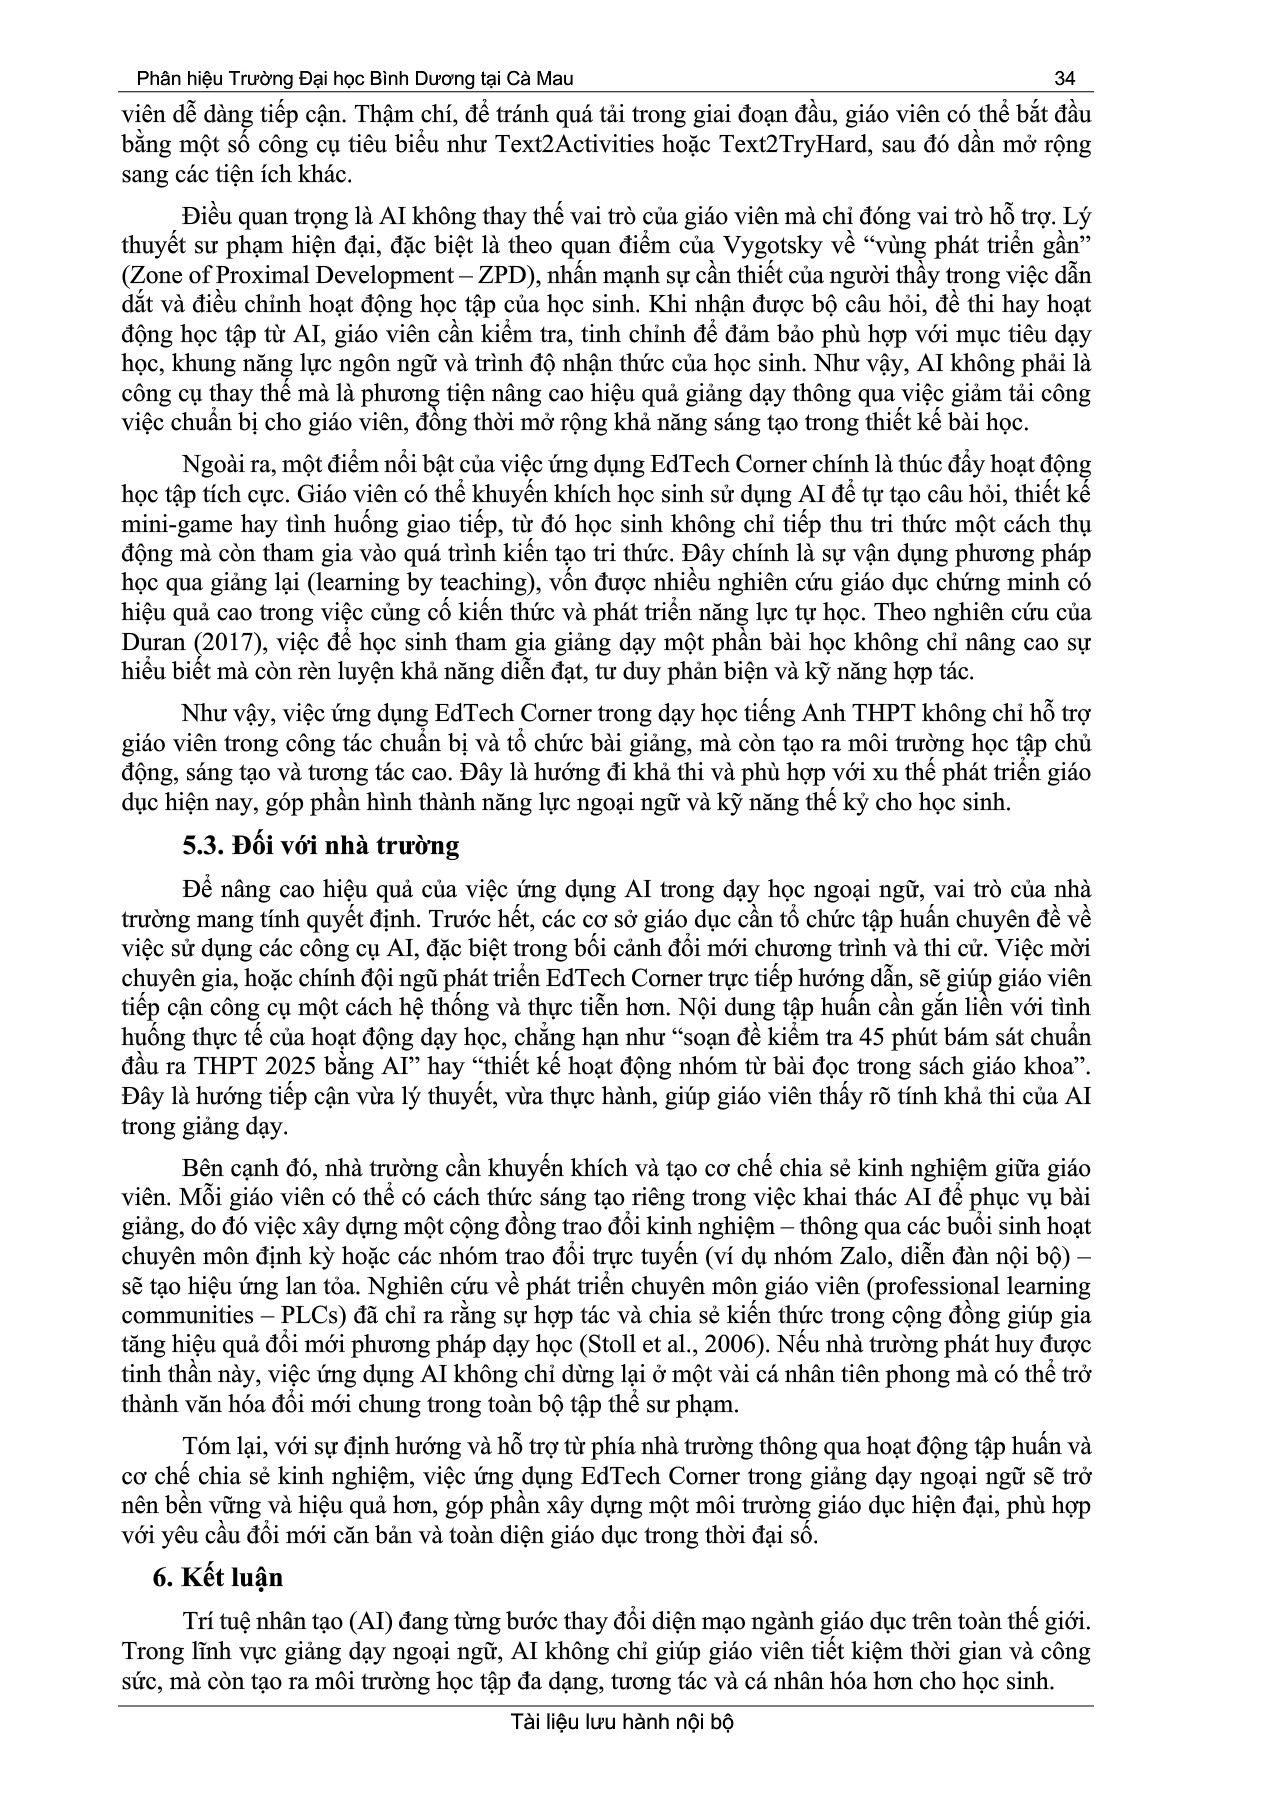 Phân hiệu Trường Đại học Bình Dương tại Cà Mau 34
viên dễ dàng tiếp cận. Thậm chí, để tránh quá tải trong giai đoạn đầu, giáo viên có thể bắt đầu
bằng một số công cụ tiêu biểu như Text2Activities hoặc Text2TryHard, sau đó dần mở rộng
sang các tiện ích khác.
Điều quan trọng là AI không thay thế vai trò của giáo viên mà chỉ đóng vai trò hỗ trợ. Lý
thuyết sư phạm hiện đại, đặc biệt là theo quan điểm của Vygotsky về “vùng phát triển gần”
(Zone of Proximal Development – ZPD), nhấn mạnh sự cần thiết của người thầy trong việc dẫn
dắt và điều chỉnh hoạt động học tập của học sinh. Khi nhận được bộ câu hỏi, đề thi hay hoạt
động học tập từ AI, giáo viên cần kiểm tra, tinh chỉnh để đảm bảo phù hợp với mục tiêu dạy
học, khung năng lực ngôn ngữ và trình độ nhận thức của học sinh. Như vậy, AI không phải là
công cụ thay thế mà là phương tiện nâng cao hiệu quả giảng dạy thông qua việc giảm tải công
việc chuẩn bị cho giáo viên, đồng thời mở rộng khả năng sáng tạo trong thiết kế bài học.
Ngoài ra, một điểm nổi bật của việc ứng dụng EdTech Corner chính là thúc đẩy hoạt động
học tập tích cực. Giáo viên có thể khuyến khích học sinh sử dụng AI để tự tạo câu hỏi, thiết kế
mini-game hay tình huống giao tiếp, từ đó học sinh không chỉ tiếp thu tri thức một cách thụ
động mà còn tham gia vào quá trình kiến tạo tri thức. Đây chính là sự vận dụng phương pháp
học qua giảng lại (learning by teaching), vốn được nhiều nghiên cứu giáo dục chứng minh có
hiệu quả cao trong việc củng cố kiến thức và phát triển năng lực tự học. Theo nghiên cứu của
Duran (2017), việc để học sinh tham gia giảng dạy một phần bài học không chỉ nâng cao sự
hiểu biết mà còn rèn luyện khả năng diễn đạt, tư duy phản biện và kỹ năng hợp tác.
Như vậy, việc ứng dụng EdTech Corner trong dạy học tiếng Anh THPT không chỉ hỗ trợ
giáo viên trong công tác chuẩn bị và tổ chức bài giảng, mà còn tạo ra môi trường học tập chủ
động, sáng tạo và tương tác cao. Đây là hướng đi khả thi và phù hợp với xu thế phát triển giáo
dục hiện nay, góp phần hình thành năng lực ngoại ngữ và kỹ năng thế kỷ cho học sinh.
5.3. Đối với nhà trường
Để nâng cao hiệu quả của việc ứng dụng AI trong dạy học ngoại ngữ, vai trò của nhà
trường mang tính quyết định. Trước hết, các cơ sở giáo dục cần tổ chức tập huấn chuyên đề về
việc sử dụng các công cụ AI, đặc biệt trong bối cảnh đổi mới chương trình và thi cử. Việc mời
chuyên gia, hoặc chính đội ngũ phát triển EdTech Corner trực tiếp hướng dẫn, sẽ giúp giáo viên
tiếp cận công cụ một cách hệ thống và thực tiễn hơn. Nội dung tập huấn cần gắn liền với tình
huống thực tế của hoạt động dạy học, chẳng hạn như “soạn đề kiểm tra 45 phút bám sát chuẩn
đầu ra THPT 2025 bằng AI” hay “thiết kế hoạt động nhóm từ bài đọc trong sách giáo khoa”.
Đây là hướng tiếp cận vừa lý thuyết, vừa thực hành, giúp giáo viên thấy rõ tính khả thi của AI
trong giảng dạy.
Bên cạnh đó, nhà trường cần khuyến khích và tạo cơ chế chia sẻ kinh nghiệm giữa giáo
viên. Mỗi giáo viên có thể có cách thức sáng tạo riêng trong việc khai thác AI để phục vụ bài
giảng, do đó việc xây dựng một cộng đồng trao đổi kinh nghiệm – thông qua các buổi sinh hoạt
chuyên môn định kỳ hoặc các nhóm trao đổi trực tuyến (ví dụ nhóm Zalo, diễn đàn nội bộ) –
sẽ tạo hiệu ứng lan tỏa. Nghiên cứu về phát triển chuyên môn giáo viên (professional learning
communities – PLCs) đã chỉ ra rằng sự hợp tác và chia sẻ kiến thức trong cộng đồng giúp gia
tăng hiệu quả đổi mới phương pháp dạy học (Stoll et al., 2006). Nếu nhà trường phát huy được
tinh thần này, việc ứng dụng AI không chỉ dừng lại ở một vài cá nhân tiên phong mà có thể trở
thành văn hóa đổi mới chung trong toàn bộ tập thể sư phạm.
Tóm lại, với sự định hướng và hỗ trợ từ phía nhà trường thông qua hoạt động tập huấn và
cơ chế chia sẻ kinh nghiệm, việc ứng dụng EdTech Corner trong giảng dạy ngoại ngữ sẽ trở
nên bền vững và hiệu quả hơn, góp phần xây dựng một môi trường giáo dục hiện đại, phù hợp
với yêu cầu đổi mới căn bản và toàn diện giáo dục trong thời đại số.
6. Kết luận
Trí tuệ nhân tạo (AI) đang từng bước thay đổi diện mạo ngành giáo dục trên toàn thế giới.
Trong lĩnh vực giảng dạy ngoại ngữ, AI không chỉ giúp giáo viên tiết kiệm thời gian và công
sức, mà còn tạo ra môi trường học tập đa dạng, tương tác và cá nhân hóa hơn cho học sinh.
Tài liệu lưu hành nội bộ